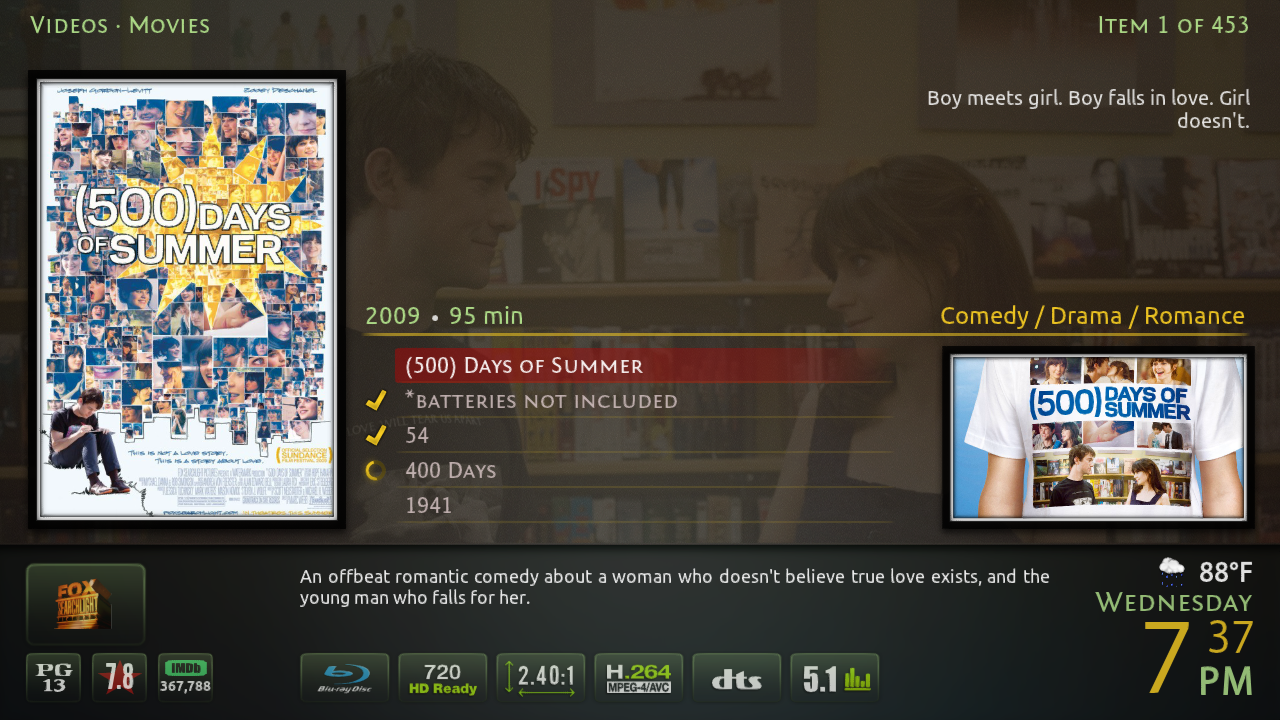 VIDEOS · MOVIES
ITEM 1 OF 453
JOSEPH GORDON-LEVITT ZOOEY DESCHANEL
(500) DAYS
OF SUMMER
THIS IS NOT A LOVE STORY.
THIS IS A STORY ABOUT LOVE.
SUNDANCE
I SPY
Boy meets girl. Boy falls in love. Girl
doesn't.
2009 • 95 min
Comedy / Drama / Romance
(500) DAYS OF SUMMER
*BATTERIES NOT INCLUDED
54
400 DAYS
1941
(500) DAYS OF
SUMMER
An offbeat romantic comedy about a woman who doesn't believe true love exists, and the
young man who falls for her.
88°F
WEDNESDAY
7 37
PM
FOX
SEARCHLIGHT
PG
13
7.8
IMDb
367,788
Blu-ray Disc
720
HD Ready
2.40:1
H.264
MPEG-4/AVC
dts
5.1